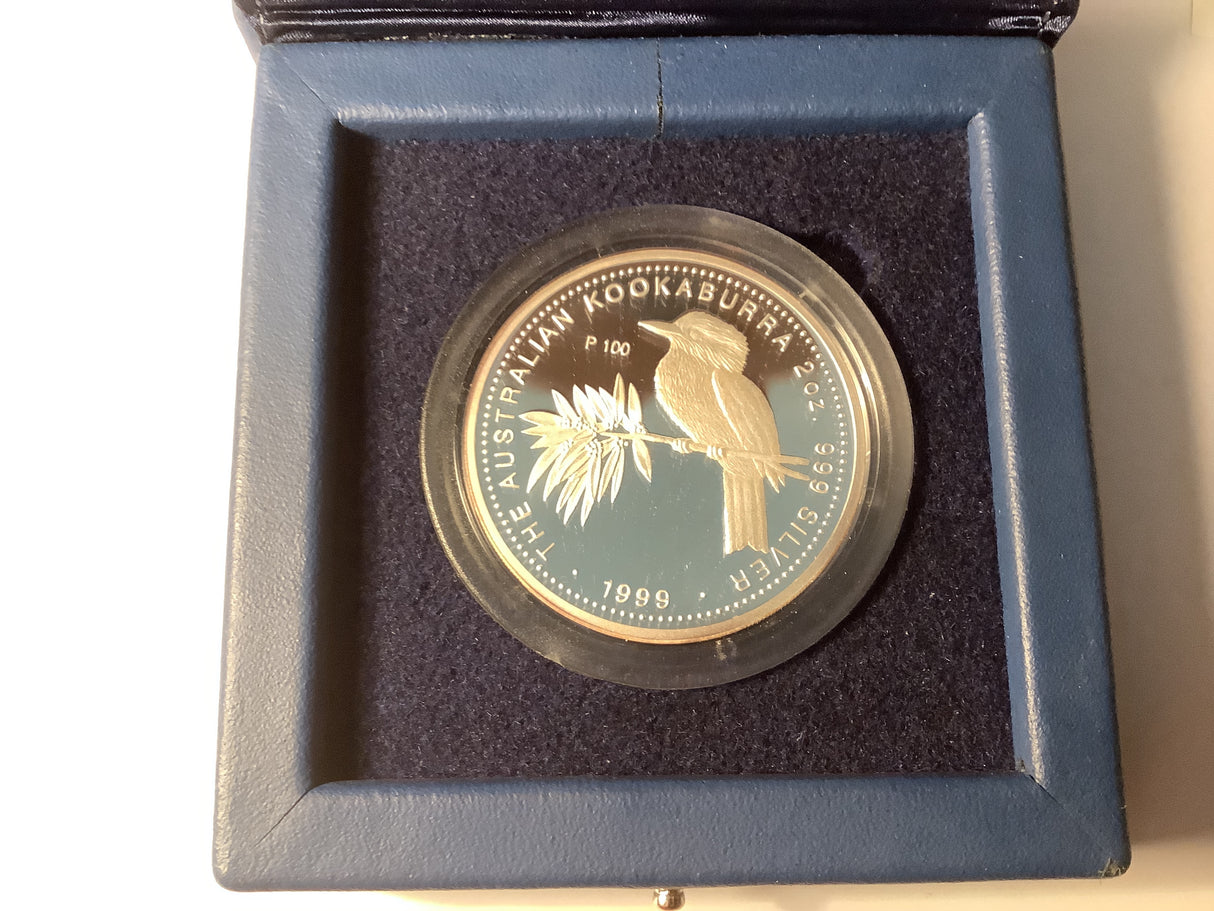 THE AUSTRALIAN KOOKABURRA 2oz. 999 SILVER
P 100
· 1999 ·